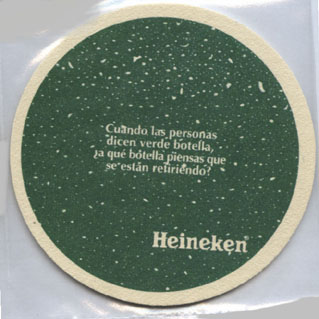 Cuando las personas
dicen verde botella,
¿a qué botella piensas que
se están refiriendo?
Heineken